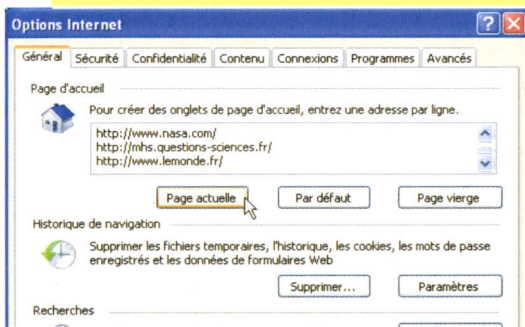 Options Internet
Général Sécurité Confidentialité Contenu Connexions Programmes Avancés
Page d'accueil
Pour créer des onglets de page d'accueil, entrez une adresse par ligne.
http://www.nasa.com/
http://mhs.questions-sciences.fr/
http://www.lemonde.fr/
Page actuelle Par défaut Page vierge
Historique de navigation
Supprimer les fichiers temporaires, l'historique, les cookies, les mots de passe
enregistrés et les données de formulaires Web
Supprimer... Paramètres
Recherches